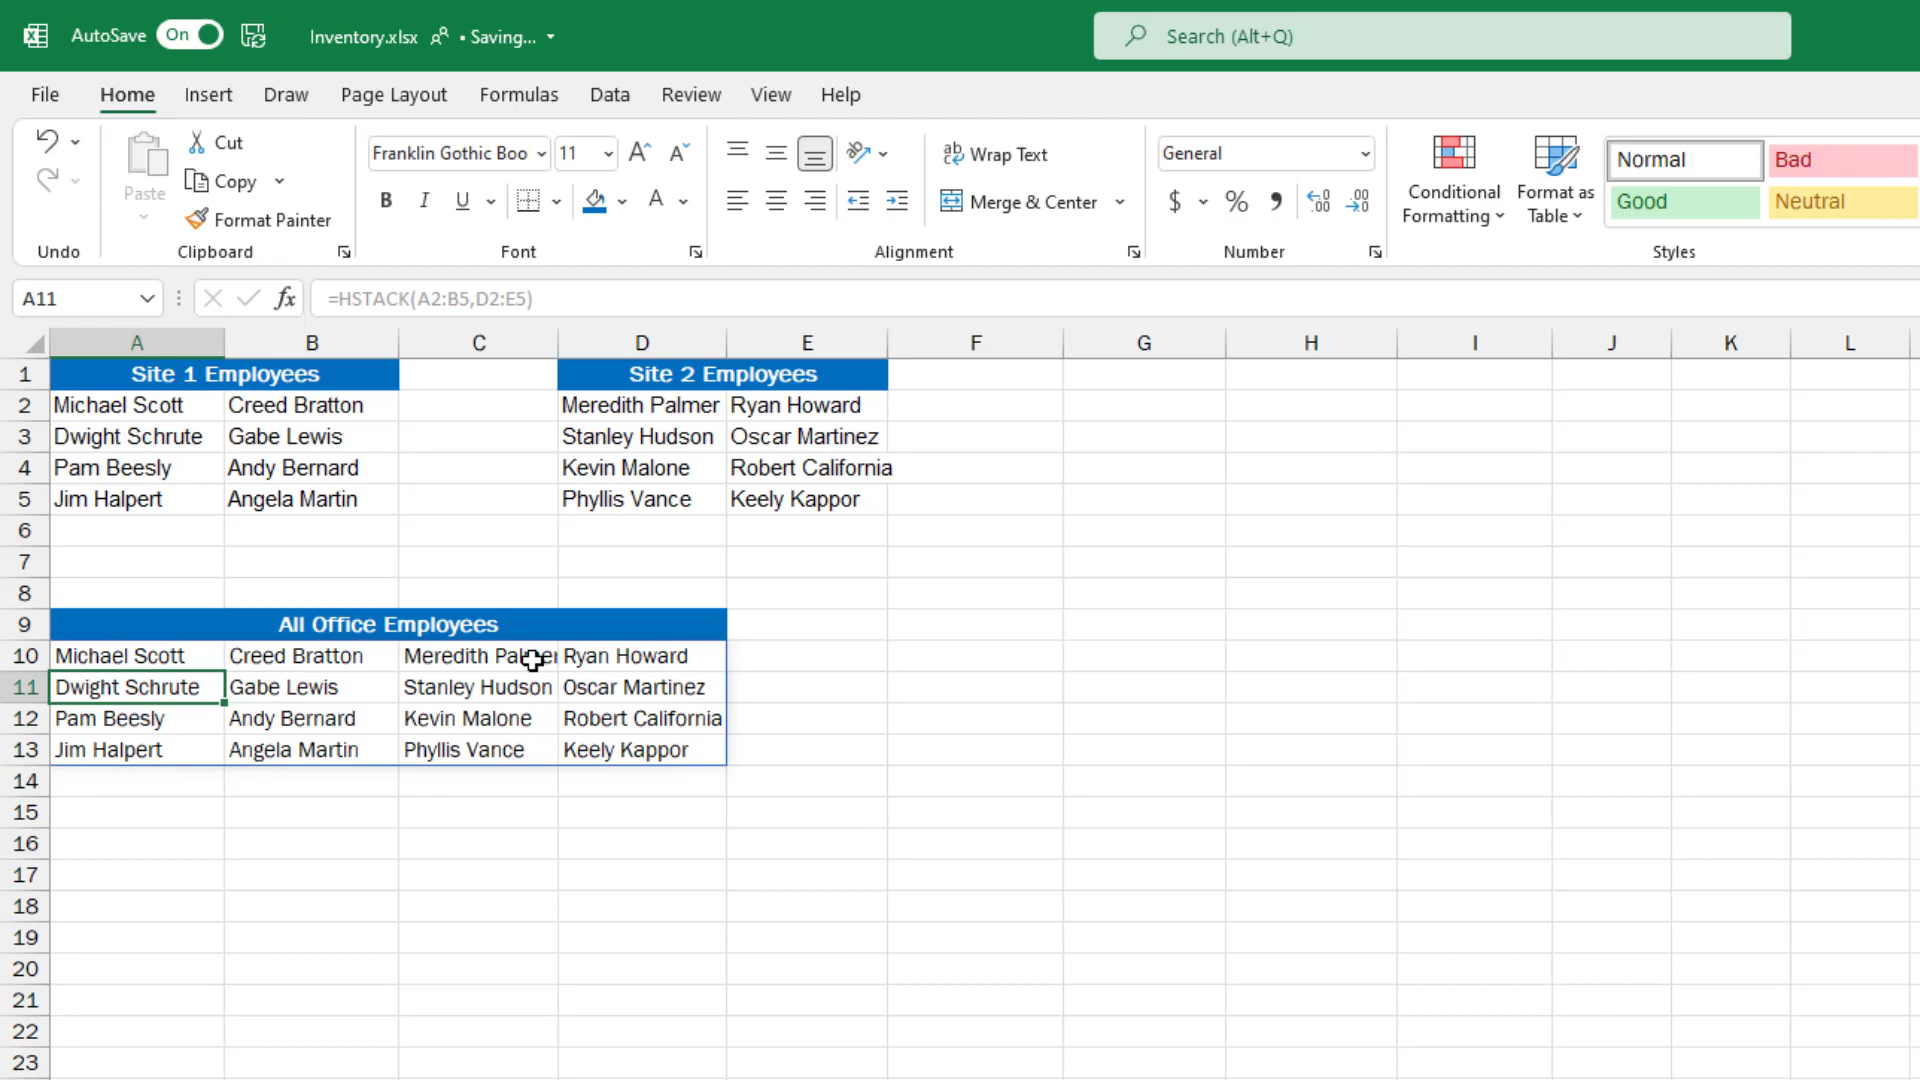 AutoSave On Inventory.xlsx • Saving... Search (Alt+Q)
File Home Insert Draw Page Layout Formulas Data Review View Help
Undo
Paste
Cut
Copy
Format Painter
Clipboard
Franklin Gothic Boo 11
B I U A
Font
Wrap Text
Merge & Center
Alignment
General
$ % ,
Number
Conditional Formatting
Format as Table
Normal Bad
Good Neutral
Styles
A11 fx =HSTACK(A2:B5,D2:E5)
A B C D E F G H I J K L
1 Site 1 Employees Site 2 Employees
2 Michael Scott Creed Bratton Meredith Palmer Ryan Howard
3 Dwight Schrute Gabe Lewis Stanley Hudson Oscar Martinez
4 Pam Beesly Andy Bernard Kevin Malone Robert California
5 Jim Halpert Angela Martin Phyllis Vance Keely Kappor
6
7
8
9 All Office Employees
10 Michael Scott Creed Bratton Meredith Palmer Ryan Howard
11 Dwight Schrute Gabe Lewis Stanley Hudson Oscar Martinez
12 Pam Beesly Andy Bernard Kevin Malone Robert California
13 Jim Halpert Angela Martin Phyllis Vance Keely Kappor
14
15
16
17
18
19
20
21
22
23